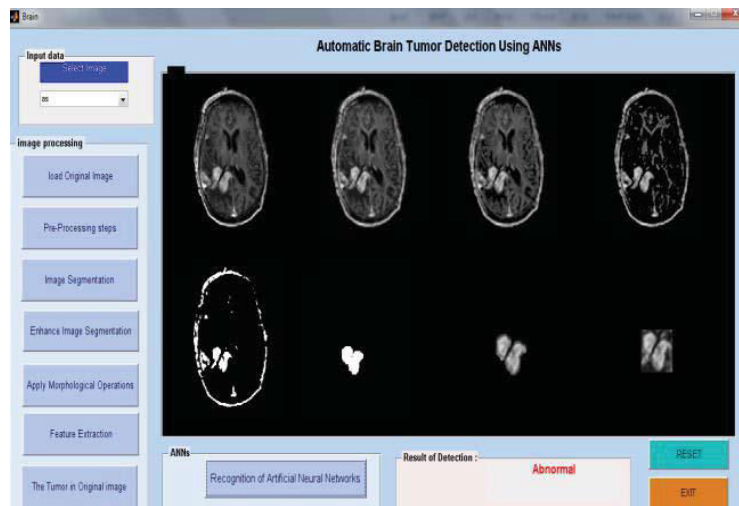 Brain
Automatic Brain Tumor Detection Using ANNs
Input data
Select Image
as
image processing
load Original Image
Pre-Processing steps
Image Segmentation
Enhance Image Segmentation
Apply Morphological Operations
Feature Extraction
The Tumor in Original image
ANNs
Recognition of Artificial Neural Networks
Result of Detection :
Abnormal
RESET
EXIT